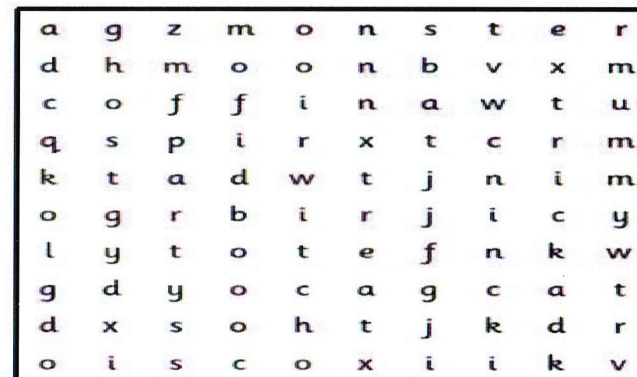 a g z m o n s t e r
d h m o o n b v x m
c o f f i n a w t u
q s p i r x t c r m
k t a d w t j n i m
o g r b i r j i c y
l y t o t e f n k w
g d y o c a g c a t
d x s o h t j k d r
o i s c o x i i k v